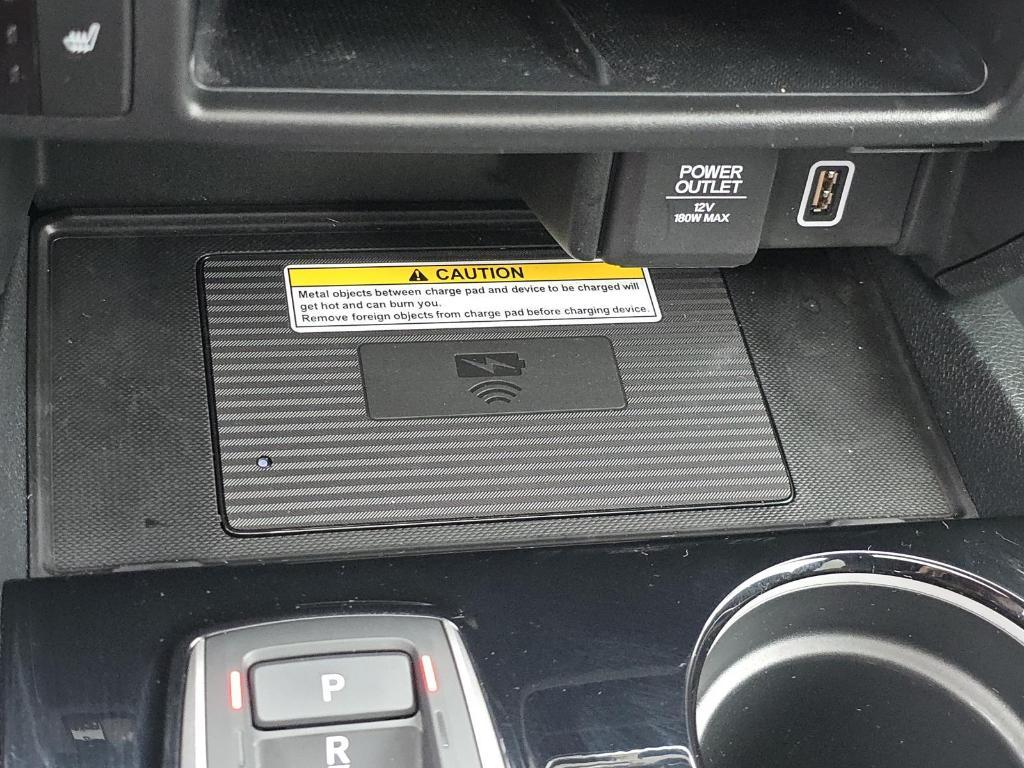 POWER
OUTLET
12V
180W MAX
CAUTION
Metal objects between charge pad and device to be charged will
get hot and can burn you.
Remove foreign objects from charge pad before charging device.
P
R